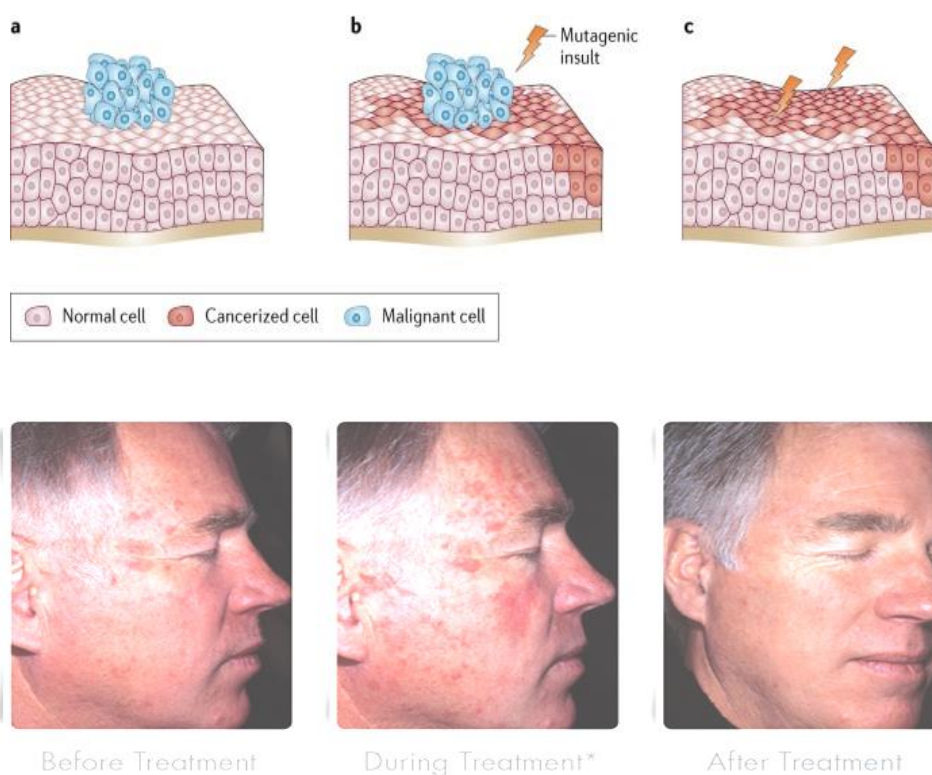 a
b
c
Mutagenic
insult
Normal cell
Cancerized cell
Malignant cell
Before Treatment
During Treatment*
After Treatment